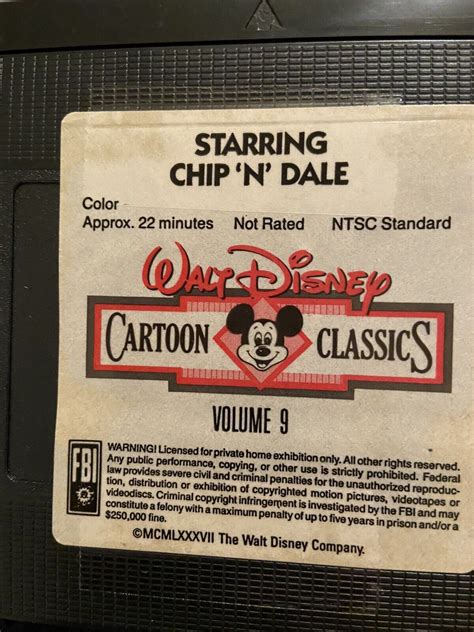 STARRING
CHIP 'N' DALE
Color
Approx. 22 minutes Not Rated NTSC Standard
Walt Disney
CARTOON CLASSICS
VOLUME 9
FBI
WARNING! Licensed for private home exhibition only. All other rights reserved.
Any public performance, copying, or other use is strictly prohibited. Federal
law provides severe civil and criminal penalties for the unauthorized reproduc-
tion, distribution or exhibition of copyrighted motion pictures, videotapes or
videodiscs. Criminal copyright infringement is investigated by the FBI and may
constitute a felony with a maximum penalty of up to five years in prison and/or a
$250,000 fine.
©MCMLXXXVII The Walt Disney Company.